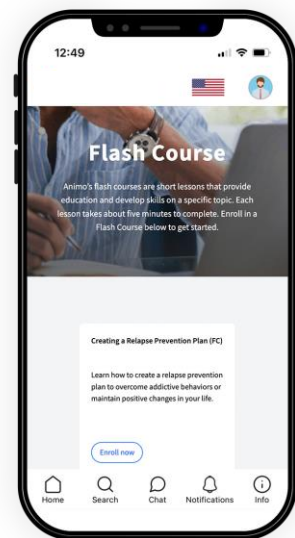 12:49
Flash Course
Animo's flash courses are short lessons that provide
education and develop skills on a specific topic. Each
lesson takes about five minutes to complete. Enroll in a
Flash Course below to get started.
Creating a Relapse Prevention Plan (FC)
Learn how to create a relapse prevention
plan to overcome addictive behaviors or
maintain positive changes in your life.
Enroll now
Home
Search
Chat
Notifications
Info